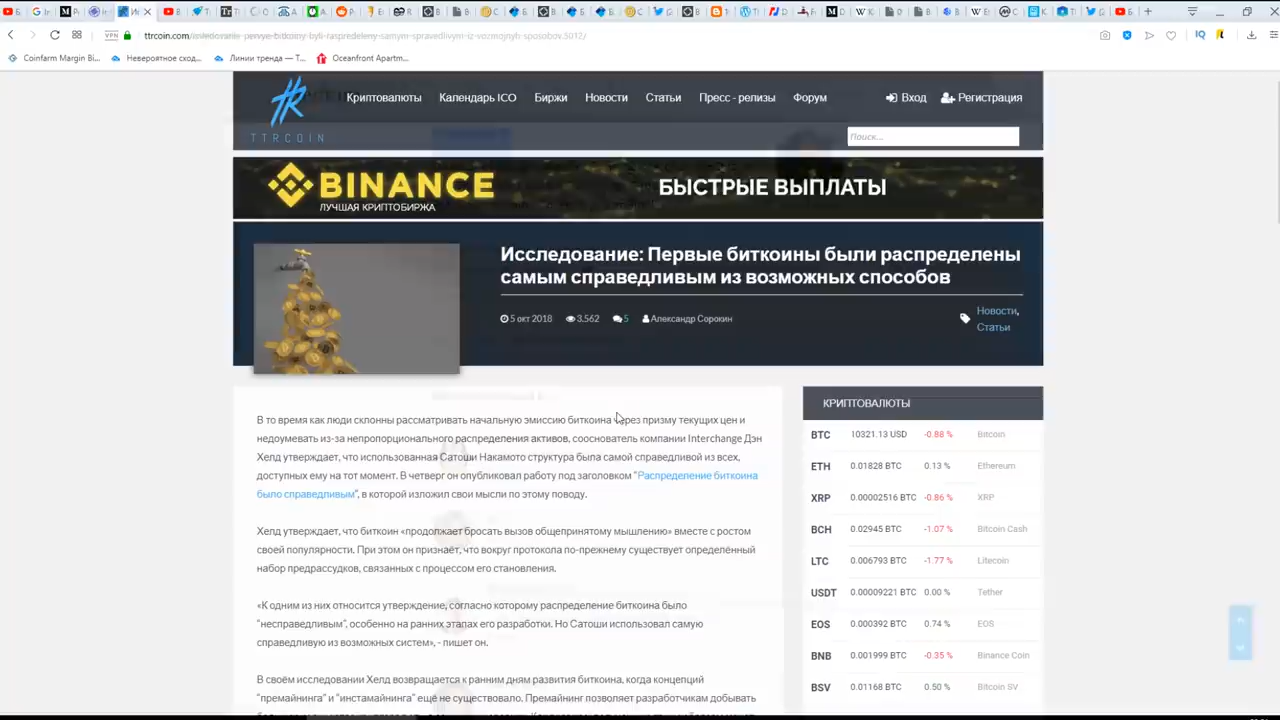 VPN
ttrcoin.com
Coinfarm Margin Bi...
Невероятное сход...
Линии тренда — Т...
Oceanfront Apartm...
IQ
TTRCOIN
Криптовалюты
Календарь ICO
Биржи
Новости
Статьи
Пресс - релизы
Форум
Вход
Регистрация
Поиск...
BINANCE
ЛУЧШАЯ КРИПТОБИРЖА
БЫСТРЫЕ ВЫПЛАТЫ
Исследование: Первые биткоины были распределены
самым справедливым из возможных способов
5 окт 2018 3,562 5 Александр Сорокин
Новости,
Статьи
В то время как люди склонны рассматривать начальную эмиссию биткоина через призму текущих цен и
недоумевать из-за непропорционального распределения активов, сооснователь компании Interchange Дэн
Хелд утверждает, что использованная Сатоши Накамото структура была самой справедливой из всех,
доступных ему на тот момент. В четверг он опубликовал работу под заголовком "Распределение биткоина
было справедливым", в которой изложил свои мысли по этому поводу.
Хелд утверждает, что биткоин «продолжает бросать вызов общепринятому мышлению» вместе с ростом
своей популярности. При этом он признаёт, что вокруг протокола по-прежнему существует определённый
набор предрассудков, связанных с процессом его становления.
«К одним из них относится утверждение, согласно которому распределение биткоина было
"несправедливым", особенно на ранних этапах его разработки. Но Сатоши использовал самую
справедливую из возможных систем», - пишет он.
В своём исследовании Хелд возвращается к ранним дням развития биткоина, когда концепций
"премайнинга" и "инстамайнинга" ещё не существовало. Премайнинг позволяет разработчикам добывать
КРИПТОВАЛЮТЫ
BTC 10321.13 USD -0.88 % Bitcoin
ETH 0.01828 BTC 0.13 % Ethereum
XRP 0.00002516 BTC -0.86 % XRP
BCH 0.02945 BTC -1.07 % Bitcoin Cash
LTC 0.006793 BTC -1.77 % Litecoin
USDT 0.00009221 BTC 0.00 % Tether
EOS 0.000392 BTC 0.74 % EOS
BNB 0.001999 BTC -0.35 % Binance Coin
BSV 0.01168 BTC 0.50 % Bitcoin SV